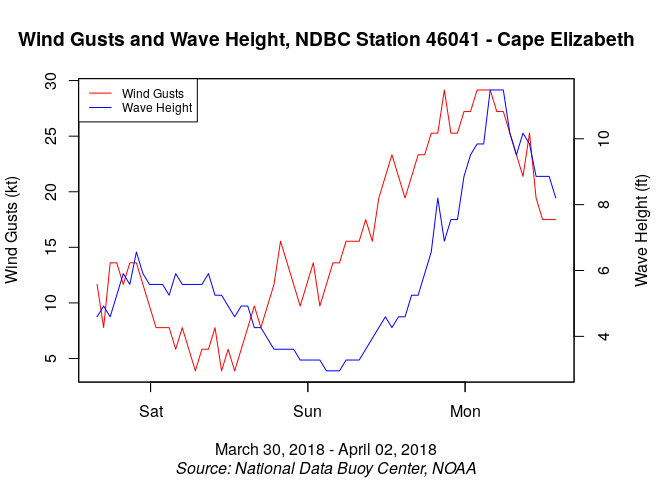 Wind Gusts and Wave Height, NDBC Station 46041 - Cape Elizabeth
Wind Gusts
Wave Height
Wind Gusts (kt)
30
25
20
15
10
5
Wave Height (ft)
10
8
6
4
Sat
Sun
Mon
March 30, 2018 - April 02, 2018
Source: National Data Buoy Center, NOAA